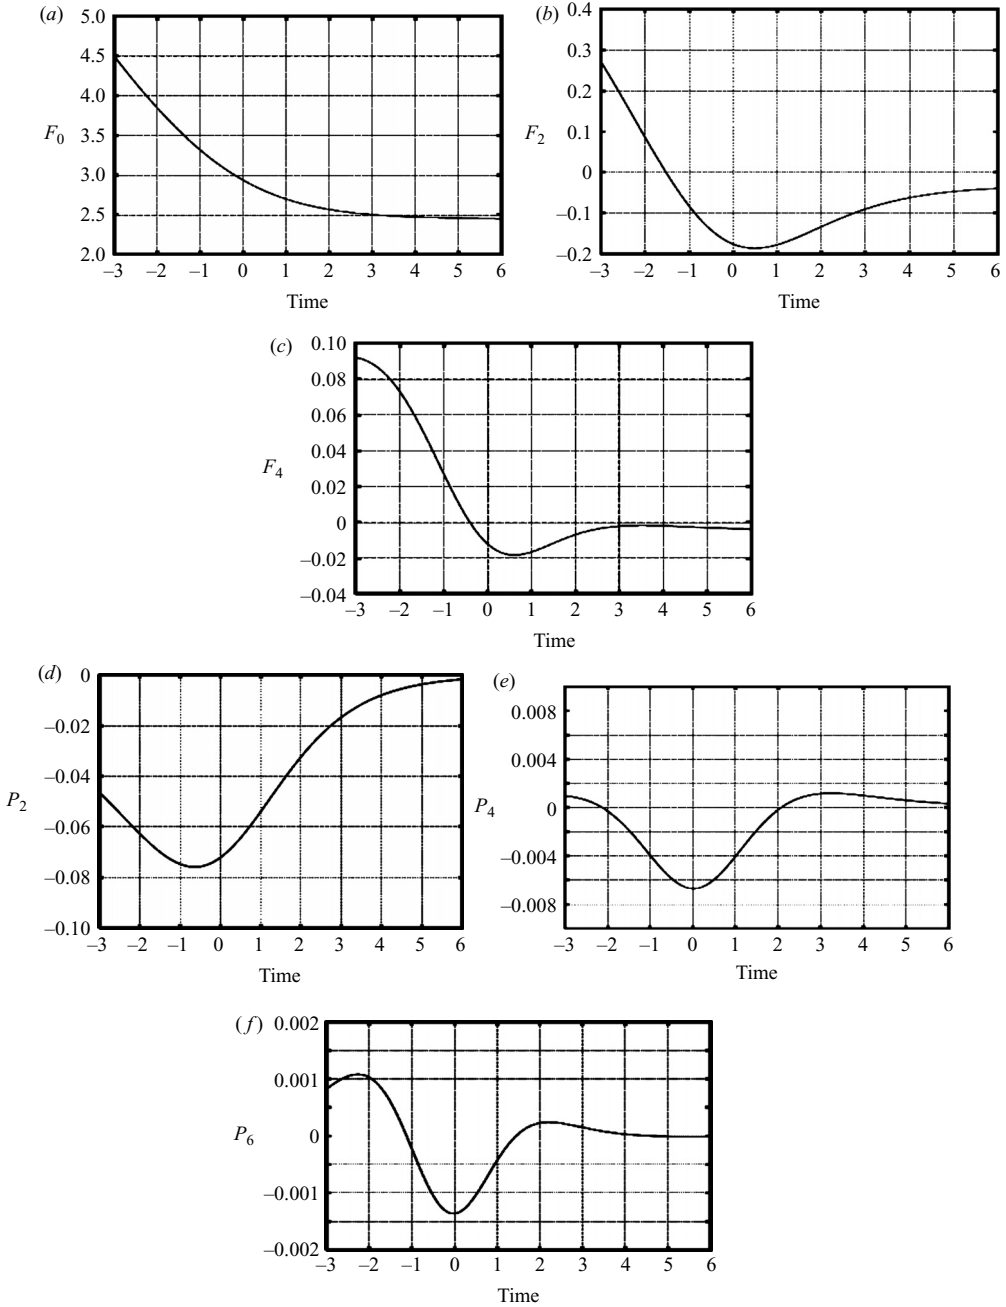 (a)
5.0
4.5
4.0
3.5
3.0
2.5
2.0
F0
–3 –2 –1 0 1 2 3 4 5 6
Time
(b)
0.4
0.3
0.2
0.1
0
–0.1
–0.2
F2
–3 –2 –1 0 1 2 3 4 5 6
Time
(c)
0.10
0.08
0.06
0.04
0.02
0
–0.02
–0.04
F4
–3 –2 –1 0 1 2 3 4 5 6
Time
(d)
0
–0.02
–0.04
–0.06
–0.08
–0.10
P2
–3 –2 –1 0 1 2 3 4 5 6
Time
(e)
0.008
0.004
0
–0.004
–0.008
P4
–3 –2 –1 0 1 2 3 4 5 6
Time
(f)
0.002
0.001
0
–0.001
–0.002
P6
–3 –2 –1 0 1 2 3 4 5 6
Time